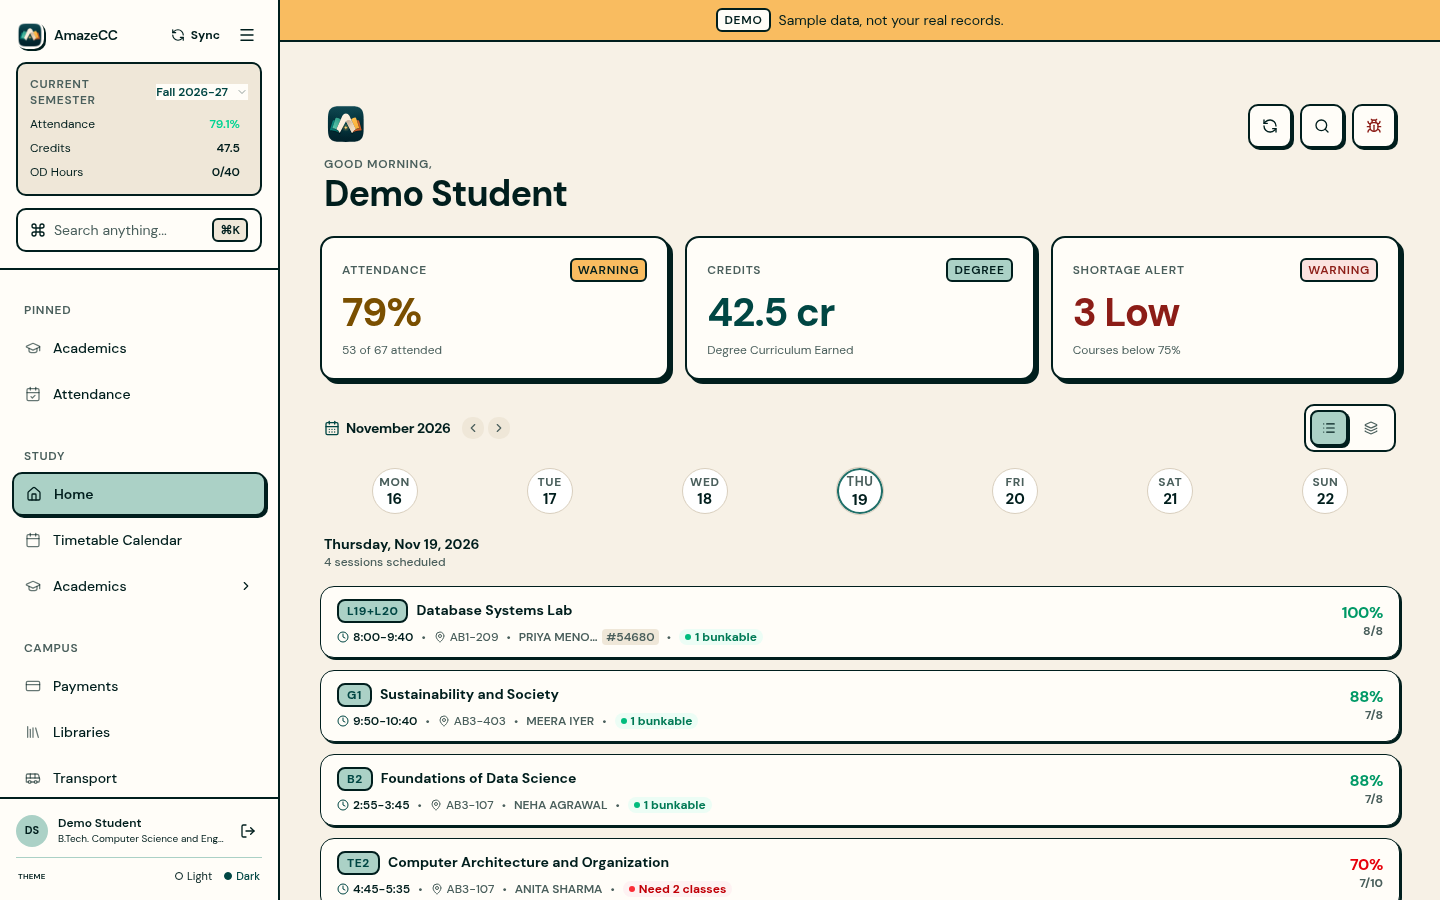 AmazeCC
Sync
CURRENT SEMESTER
Fall 2026-27
Attendance 79.1%
Credits 47.5
OD Hours 0/40
Search anything...
⌘K
PINNED
Academics
Attendance
STUDY
Home
Timetable Calendar
Academics
CAMPUS
Payments
Libraries
Transport
DS
Demo Student
B.Tech. Computer Science and Eng...
THEME
Light
Dark
DEMO Sample data, not your real records.
GOOD MORNING,
Demo Student
ATTENDANCE WARNING
79%
53 of 67 attended
CREDITS DEGREE
42.5 cr
Degree Curriculum Earned
SHORTAGE ALERT WARNING
3 Low
Courses below 75%
November 2026
MON 16
TUE 17
WED 18
THU 19
FRI 20
SAT 21
SUN 22
Thursday, Nov 19, 2026
4 sessions scheduled
L19+L20 Database Systems Lab 100%
8:00-9:40 • AB1-209 • PRIYA MENO... #54680 • 1 bunkable 8/8
G1 Sustainability and Society 88%
9:50-10:40 • AB3-403 • MEERA IYER • 1 bunkable 7/8
B2 Foundations of Data Science 88%
2:55-3:45 • AB3-107 • NEHA AGRAWAL • 1 bunkable 7/8
TE2 Computer Architecture and Organization 70%
4:45-5:35 • AB3-107 • ANITA SHARMA • Need 2 classes 7/10